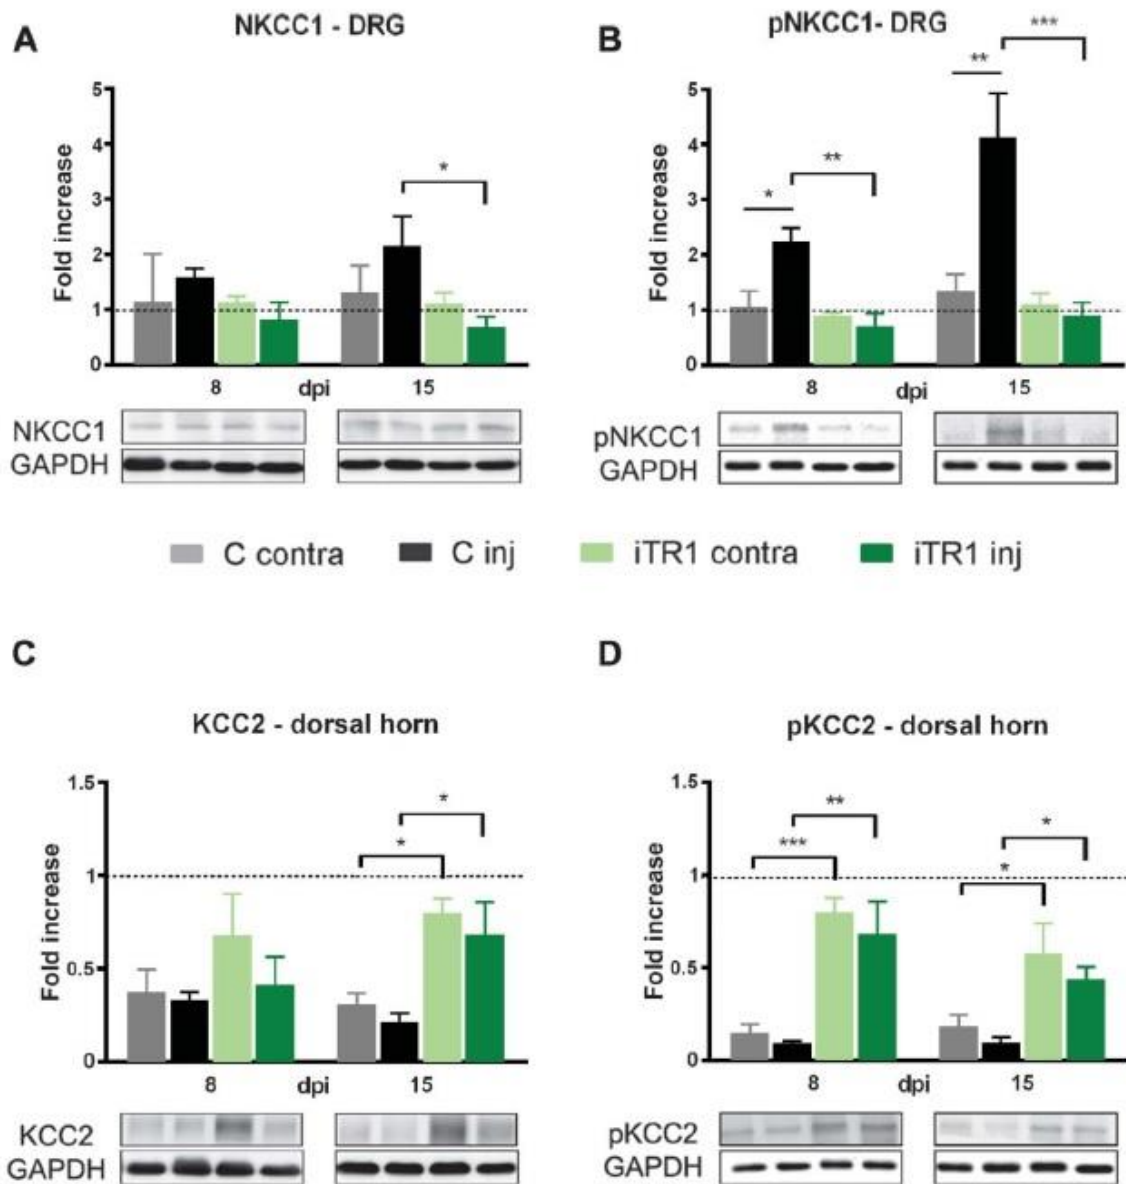 A
NKCC1 - DRG
Fold increase
5
4
3
2
1
0
*
8 dpi 15
NKCC1
GAPDH
B
pNKCC1- DRG
Fold increase
5
4
3
2
1
0
*
**
**
***
8 dpi 15
pNKCC1
GAPDH
C contra C inj iTR1 contra iTR1 inj
C
KCC2 - dorsal horn
Fold increase
1.5
1
0.5
0
*
*
8 dpi 15
KCC2
GAPDH
D
pKCC2 - dorsal horn
Fold increase
1.5
1
0.5
0
***
**
*
*
8 dpi 15
pKCC2
GAPDH